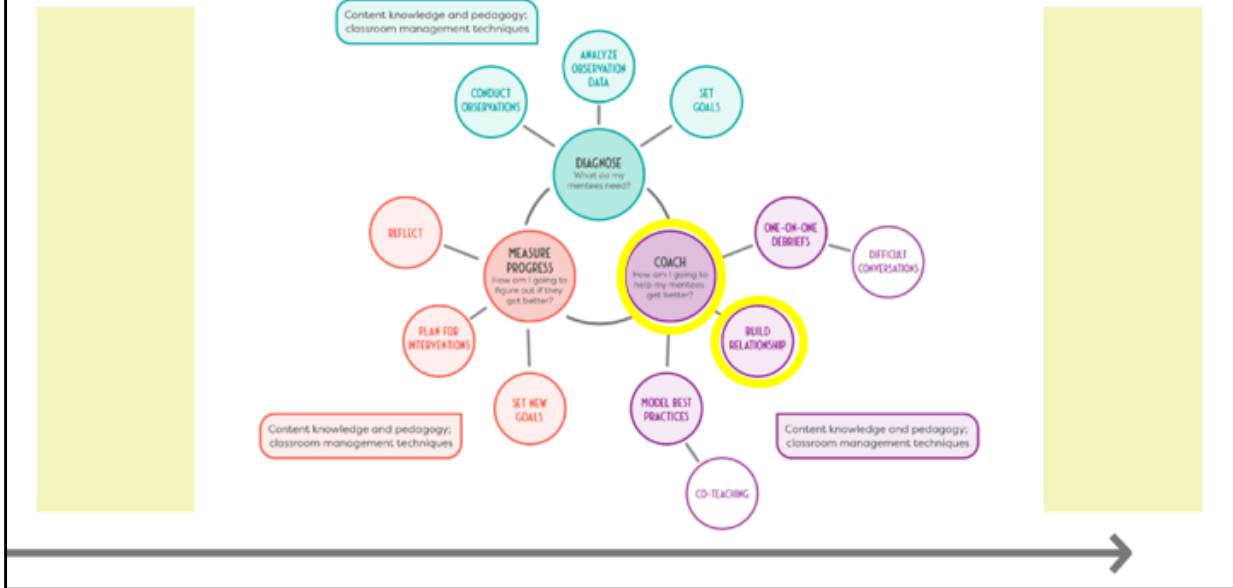 Content knowledge and pedagogy;
classroom management techniques
ANALYZE
OBSERVATION
DATA
CONDUCT
OBSERVATIONS
SET
GOALS
DIAGNOSE
What do my
mentees need?
REFLECT
MEASURE
PROGRESS
How am I going to
figure out if they
got better?
COACH
How am I going to
help my mentees
get better?
ONE-ON-ONE
DEBRIEFS
DIFFICULT
CONVERSATIONS
PLAN FOR
INTERVENTIONS
BUILD
RELATIONSHIP
SET NEW
GOALS
MODEL BEST
PRACTICES
Content knowledge and pedagogy;
classroom management techniques
Content knowledge and pedagogy;
classroom management techniques
CO-TEACHING